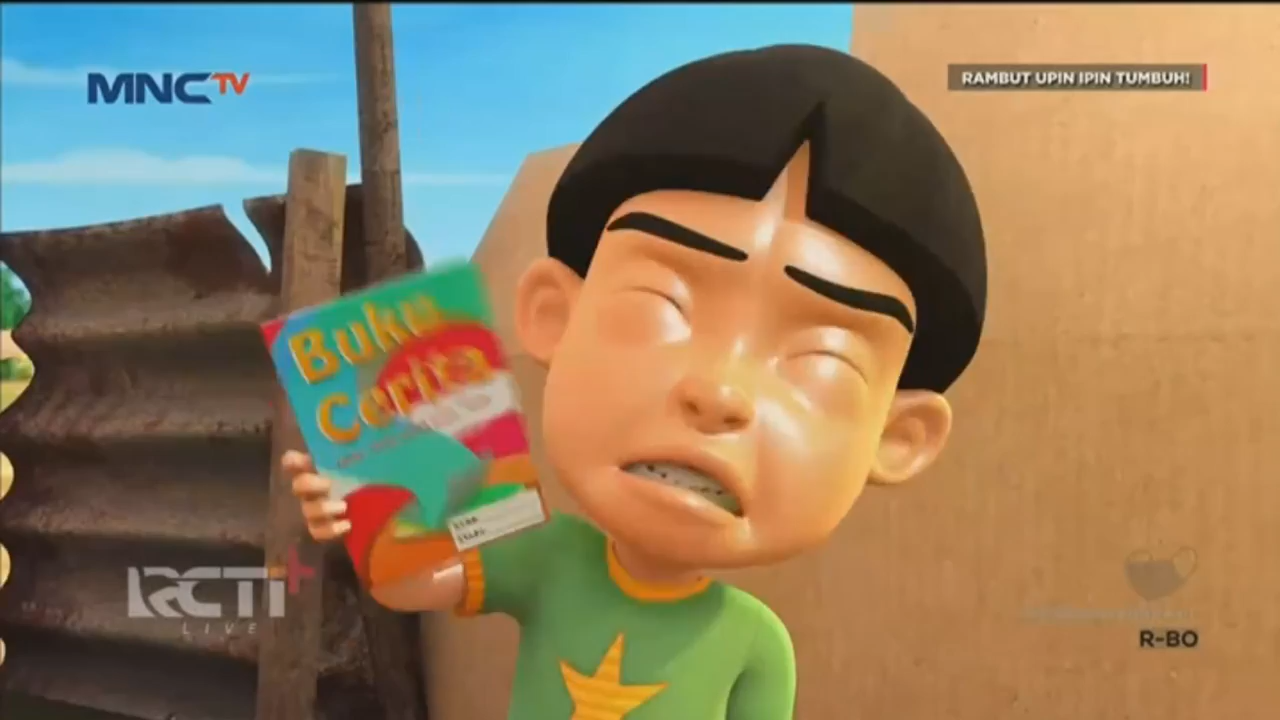 MNCTV
RAMBUT UPIN IPIN TUMBUH!
Buku
Cerita
RCTI+
LIVE
R-BO